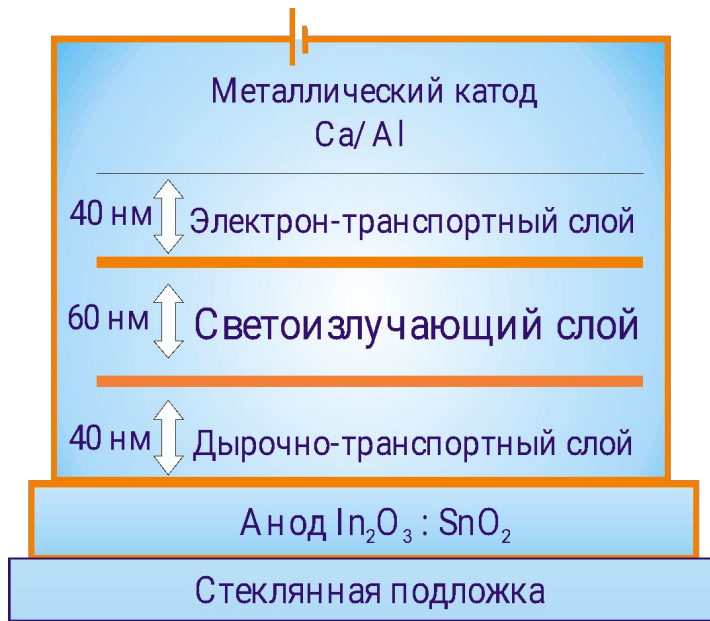 Металлический катод
Ca/Al
40 нм Электрон-транспортный слой
60 нм Светоизлучающий слой
40 нм Дырочно-транспортный слой
Анод In₂O₃ : SnO₂
Стеклянная подложка